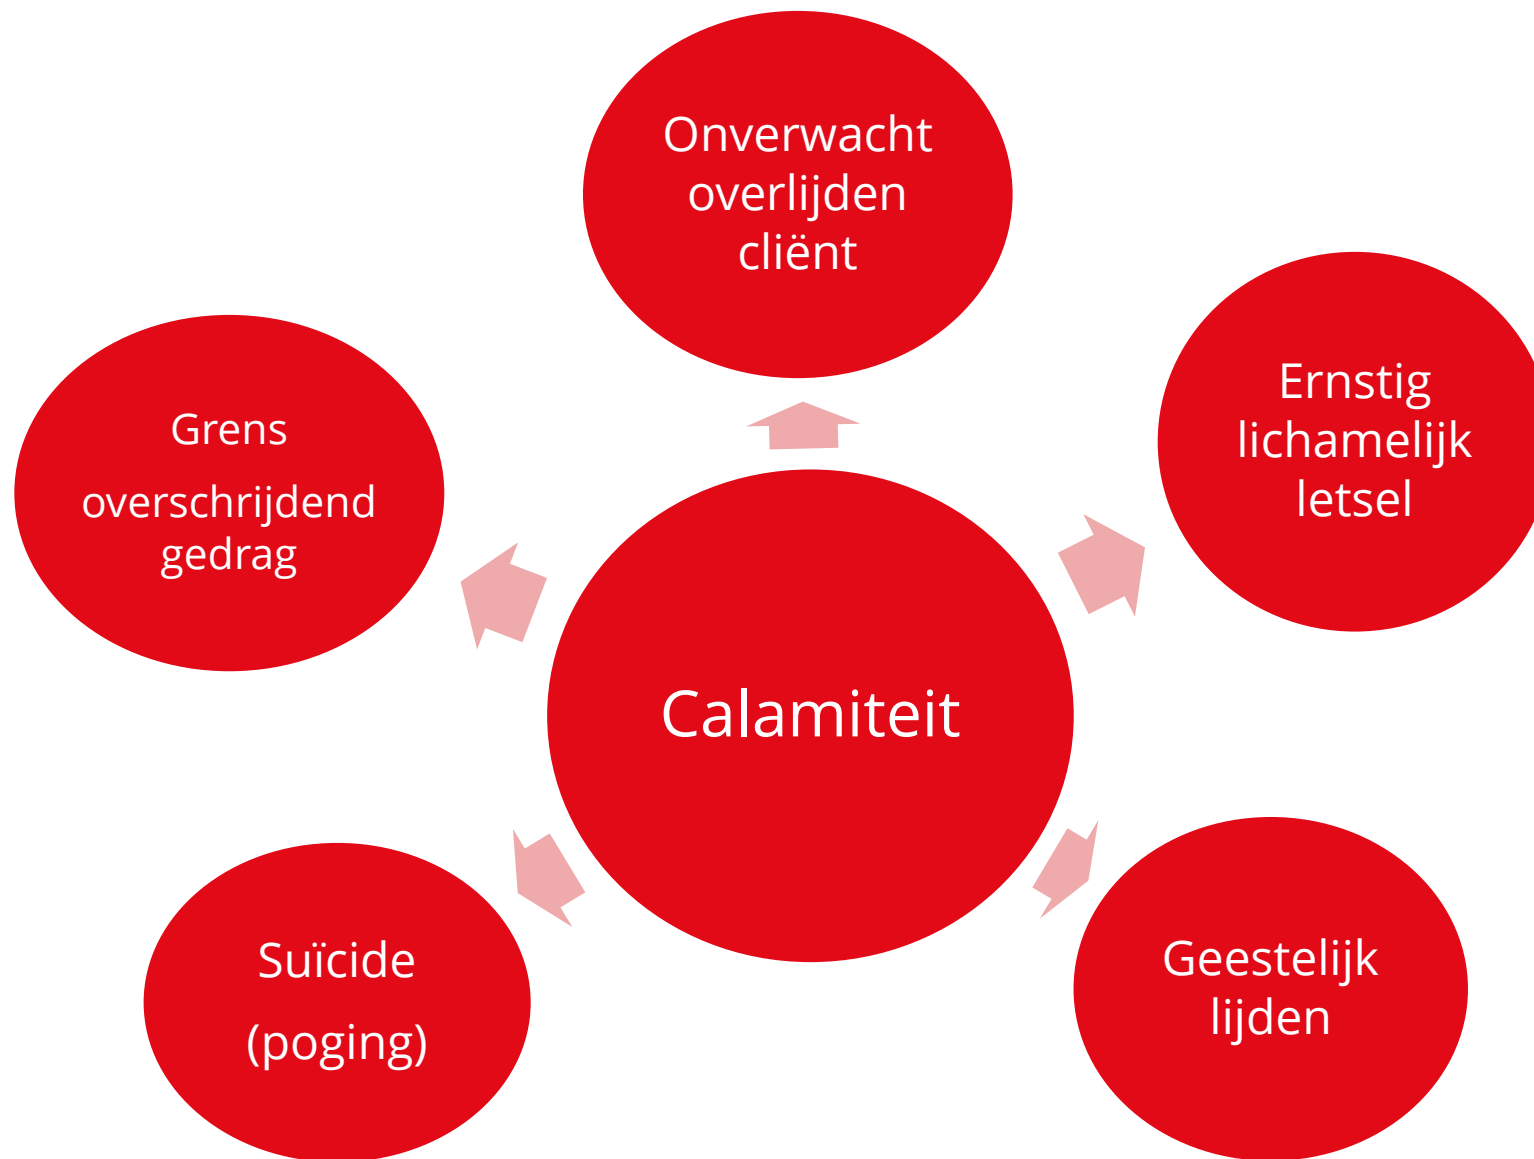 Onverwacht
overlijden
cliënt
Ernstig
lichamelijk
letsel
Grens
overschrijdend
gedrag
Calamiteit
Suïcide
(poging)
Geestelijk
lijden